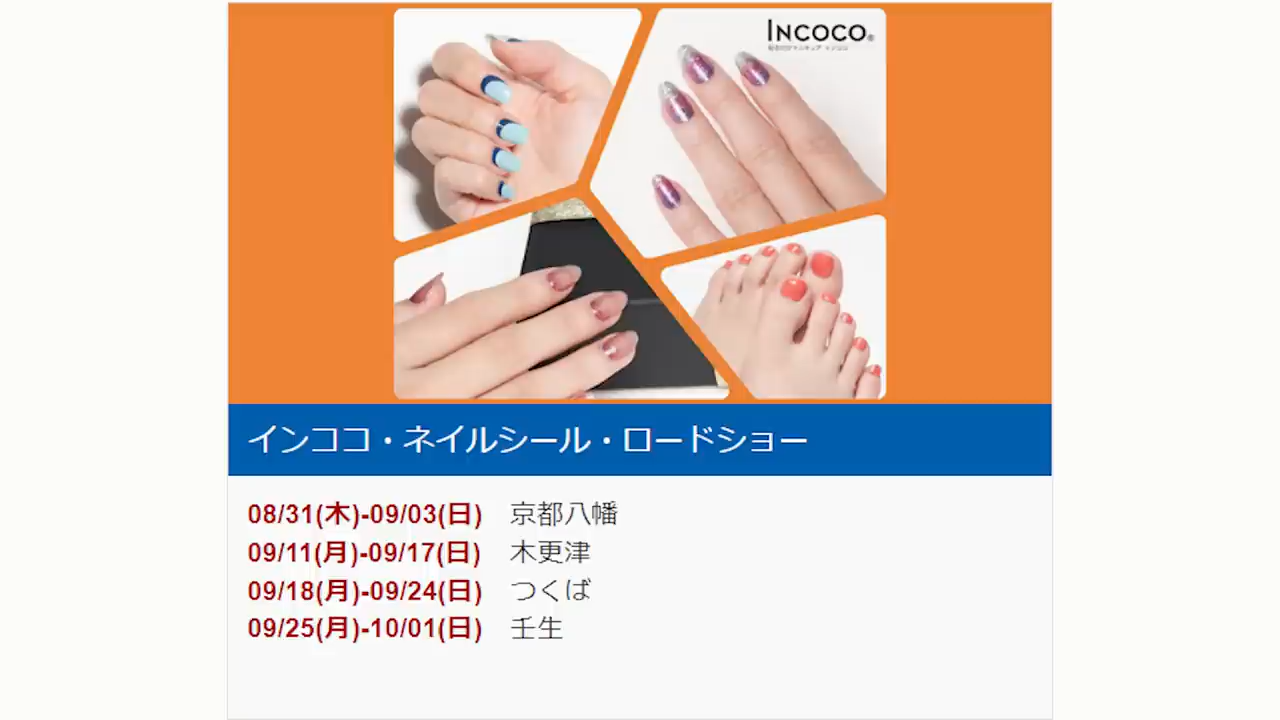 INCOCO®
インココ・ネイルシール・ロードショー
08/31(木)-09/03(日) 京都八幡
09/11(月)-09/17(日) 木更津
09/18(月)-09/24(日) つくば
09/25(月)-10/01(日) 壬生